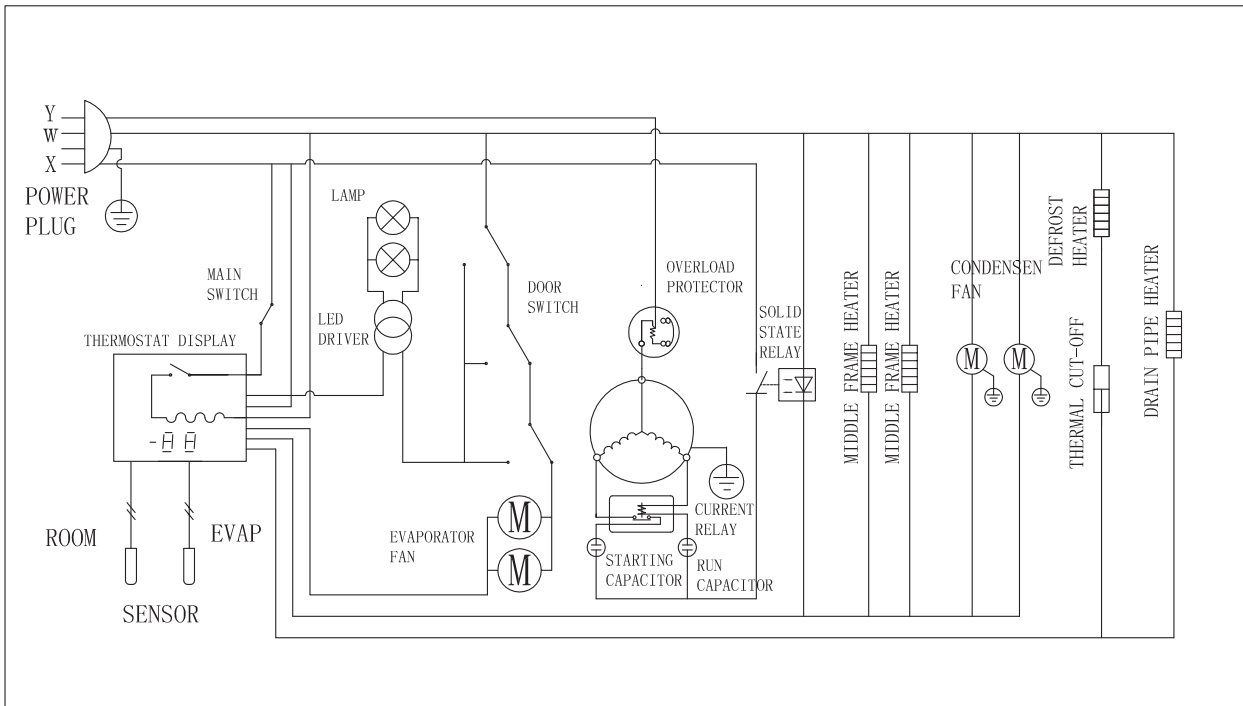 Y
W
X
POWER
PLUG
MAIN
SWITCH
THERMOSTAT DISPLAY
-88
ROOM
EVAP
SENSOR
LAMP
LED
DRIVER
DOOR
SWITCH
EVAPORATOR
FAN
M
M
OVERLOAD
PROTECTOR
CURRENT
RELAY
STARTING
CAPACITOR
RUN
CAPACITOR
SOLID
STATE
RELAY
MIDDLE FRAME HEATER
MIDDLE FRAME HEATER
CONDENSEN
FAN
M
M
DEFROST
HEATER
THERMAL CUT-OFF
DRAIN PIPE HEATER